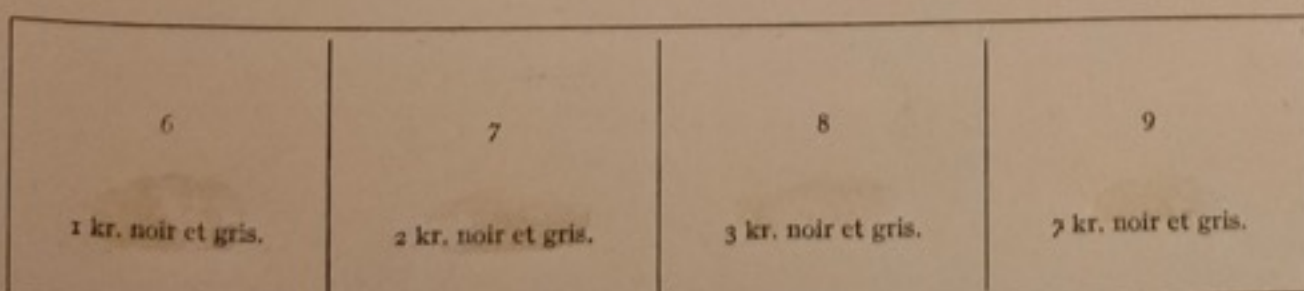 6
7
8
9
1 kr. noir et gris.
2 kr. noir et gris.
3 kr. noir et gris.
7 kr. noir et gris.